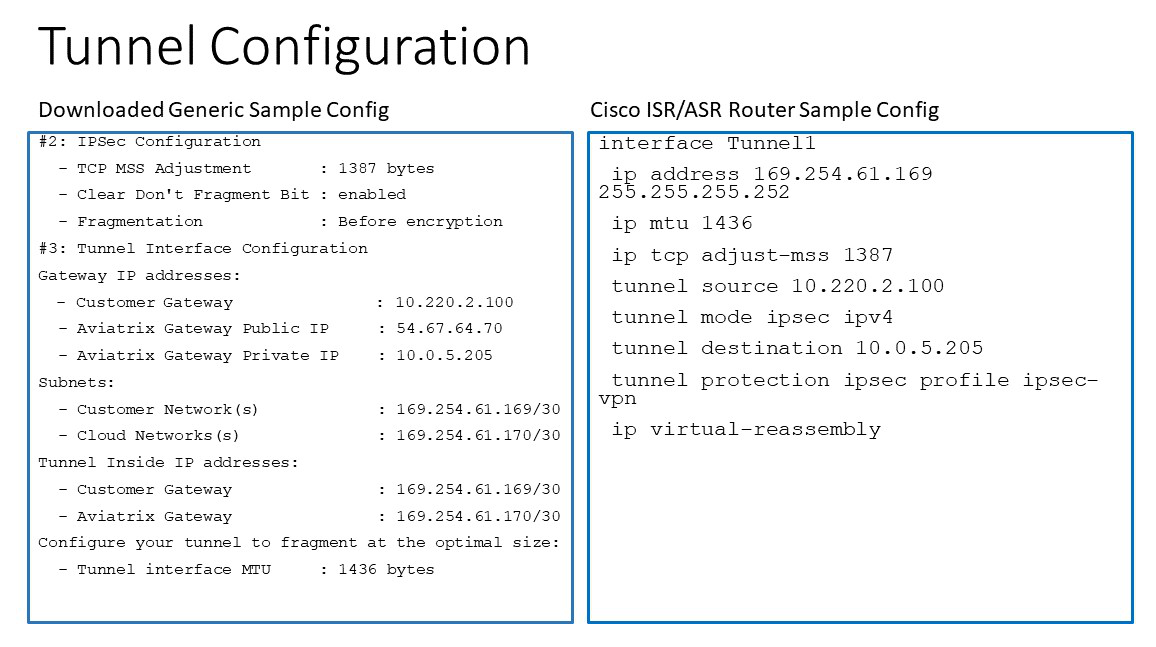 Tunnel Configuration
Downloaded Generic Sample Config
#2: IPSec Configuration
- TCP MSS Adjustment : 1387 bytes
- Clear Don't Fragment Bit : enabled
- Fragmentation : Before encryption
#3: Tunnel Interface Configuration
Gateway IP addresses:
- Customer Gateway : 10.220.2.100
- Aviatrix Gateway Public IP : 54.67.64.70
- Aviatrix Gateway Private IP : 10.0.5.205
Subnets:
- Customer Network(s) : 169.254.61.169/30
- Cloud Networks(s) : 169.254.61.170/30
Tunnel Inside IP addresses:
- Customer Gateway : 169.254.61.169/30
- Aviatrix Gateway : 169.254.61.170/30
Configure your tunnel to fragment at the optimal size:
- Tunnel interface MTU : 1436 bytes
Cisco ISR/ASR Router Sample Config
interface Tunnel1
ip address 169.254.61.169
255.255.255.252
ip mtu 1436
ip tcp adjust-mss 1387
tunnel source 10.220.2.100
tunnel mode ipsec ipv4
tunnel destination 10.0.5.205
tunnel protection ipsec profile ipsec-
vpn
ip virtual-reassembly